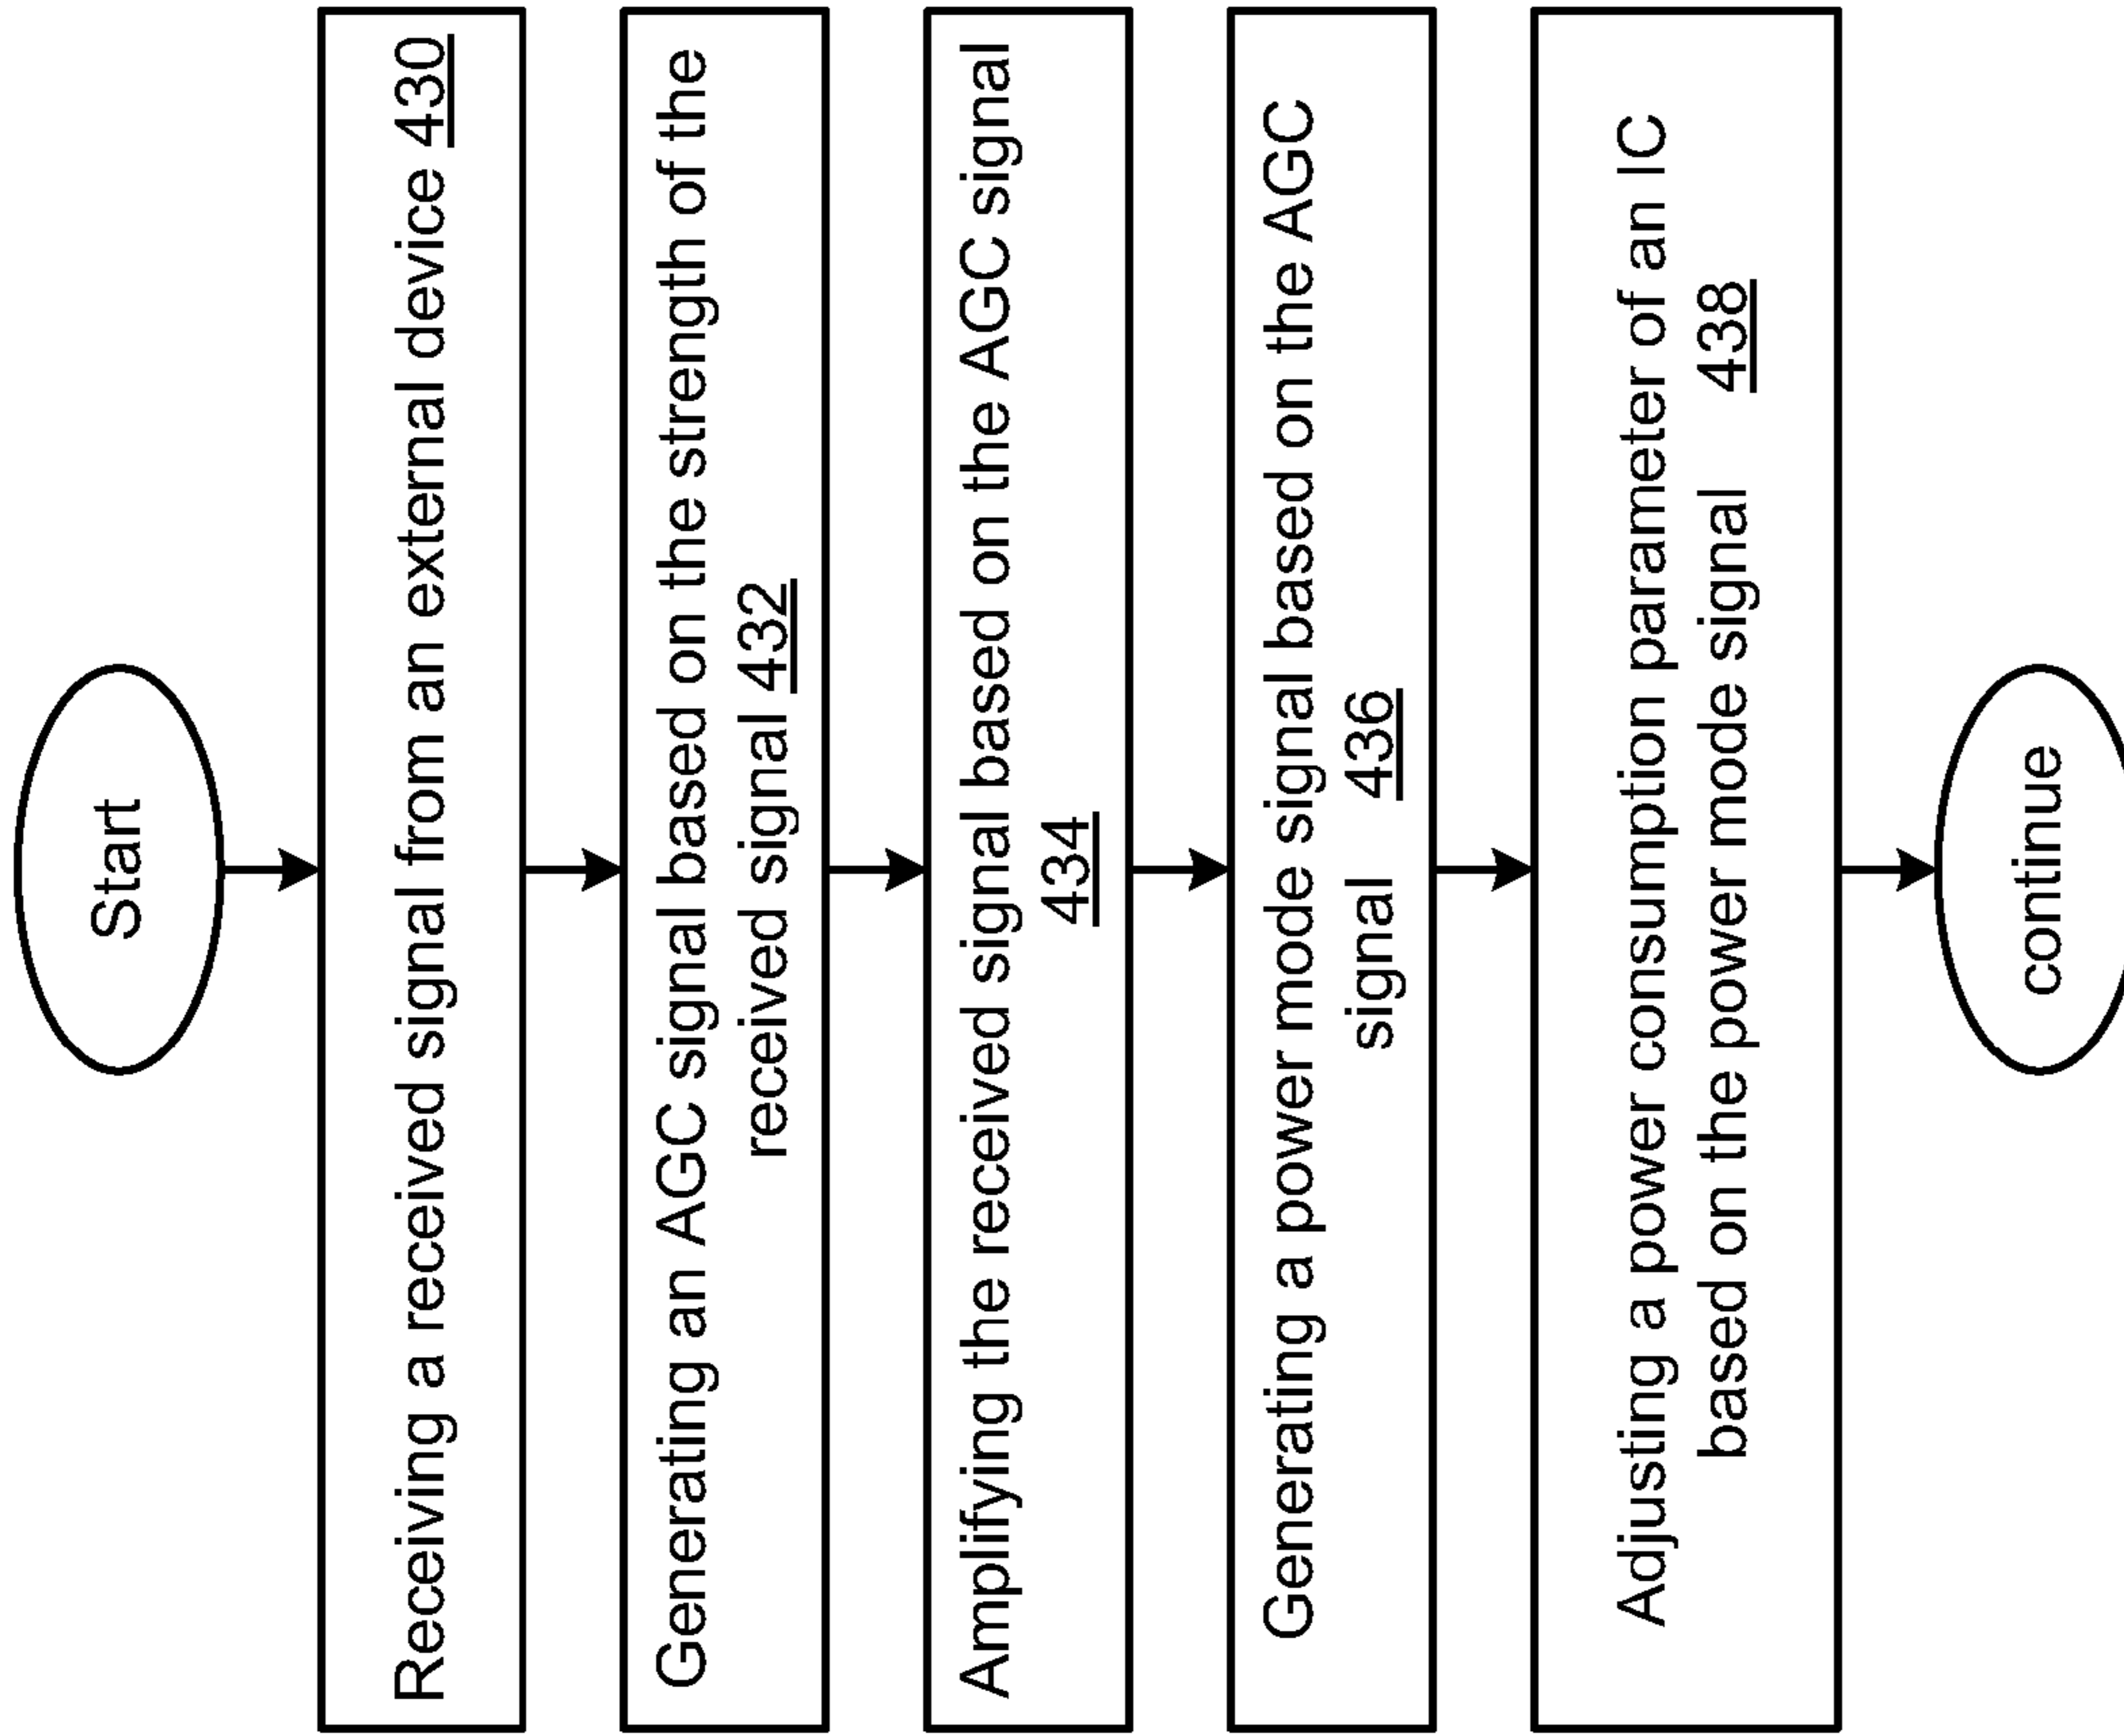 Start
Receiving a received signal from an external device 430
Generating an AGC signal based on the strength of the
received signal 432
Amplifying the received signal based on the AGC signal
434
Generating a power mode signal based on the AGC
signal 436
Adjusting a power consumption parameter of an IC
based on the power mode signal 438
continue